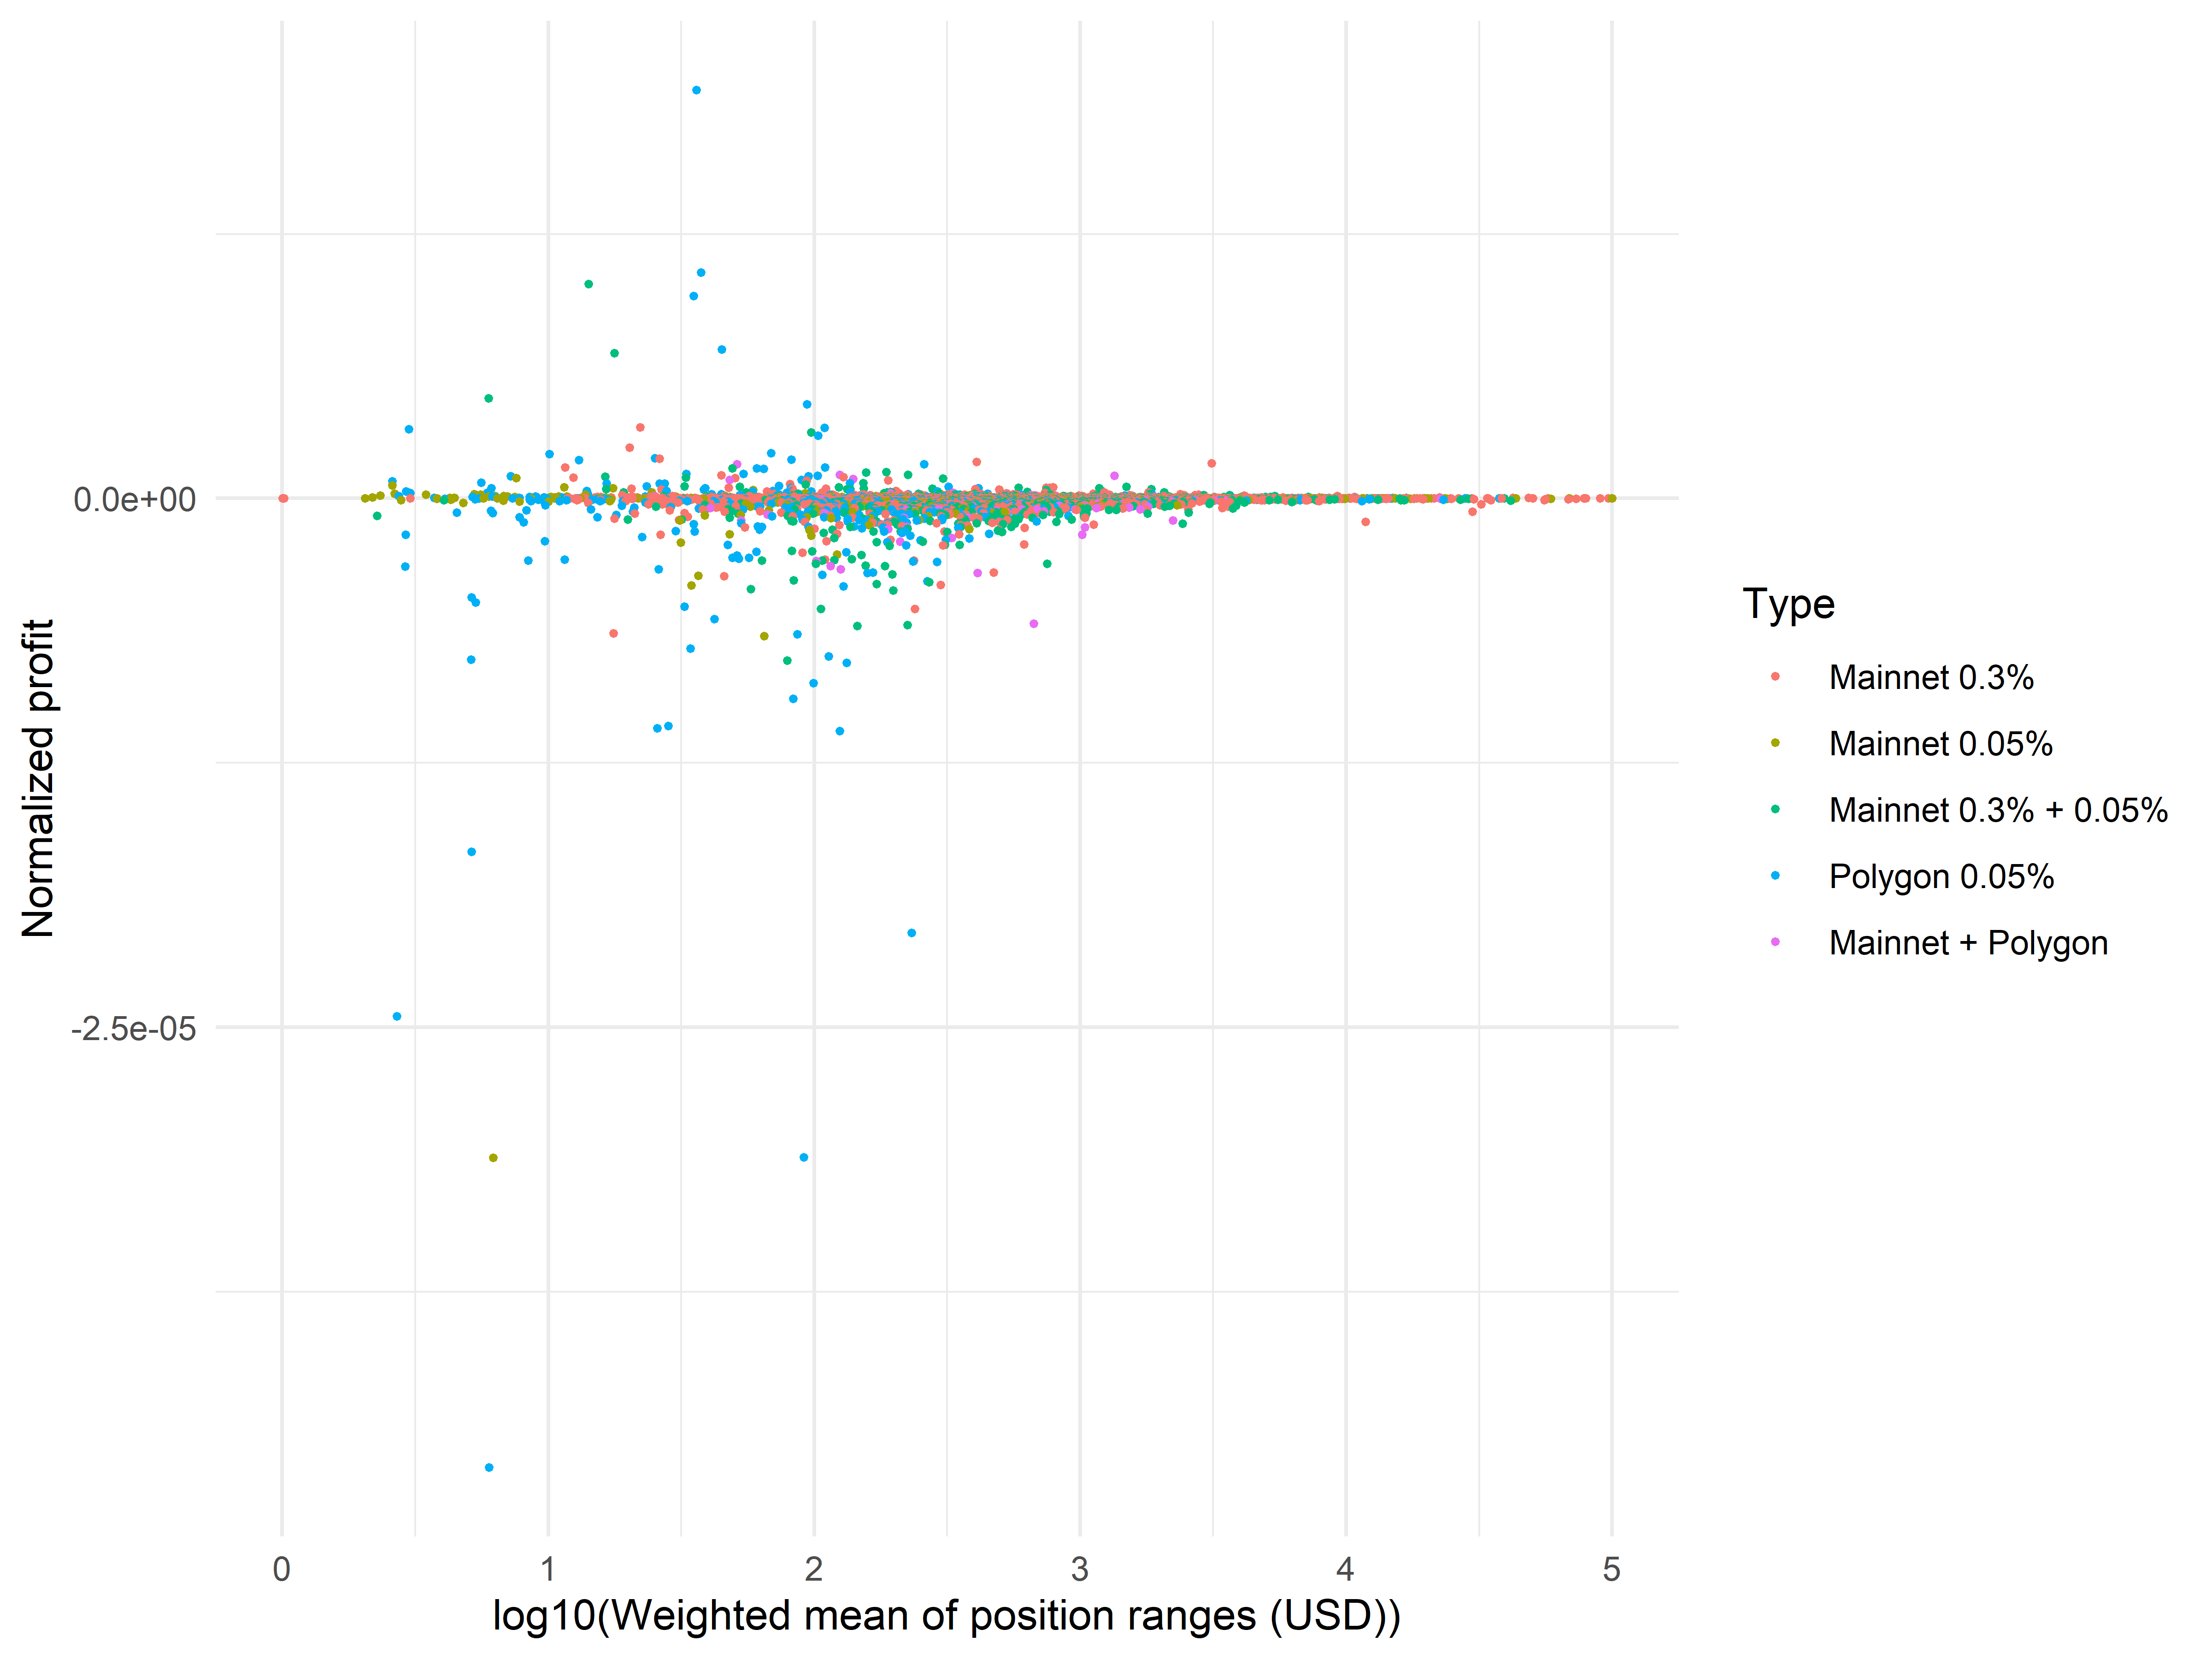 Normalized profit
0.0e+00
-2.5e-05
0 1 2 3 4 5
log10(Weighted mean of position ranges (USD))
Type
Mainnet 0.3%
Mainnet 0.05%
Mainnet 0.3% + 0.05%
Polygon 0.05%
Mainnet + Polygon